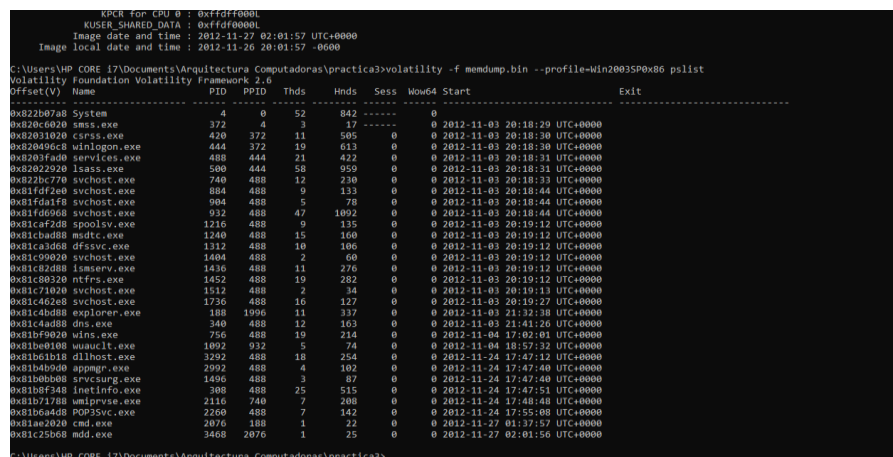 KPCR for CPU 0 : 0xffdff000L
KUSER_SHARED_DATA : 0xffdf0000L
Image date and time : 2012-11-27 02:01:57 UTC+0000
Image local date and time : 2012-11-26 20:01:57 -0600
C:\Users\HP CORE i7\Documents\Arquitectura Computadoras\practica3>volatility -f memdump.bin --profile=Win2003SP0x86 pslist
Volatility Foundation Volatility Framework 2.6
Offset(V) Name PID PPID Thds Hnds Sess Wow64 Start Exit
---------- -------------------- ------ ------ ------ -------- ------ ------ ------------------------------ ------------------------------
0x822b07a8 System 4 0 52 842 ------ 0
0x820c6020 smss.exe 372 4 3 17 ------ 0 2012-11-03 20:18:29 UTC+0000
0x82031020 csrss.exe 420 372 11 505 0 0 2012-11-03 20:18:30 UTC+0000
0x820496c8 winlogon.exe 444 372 19 613 0 0 2012-11-03 20:18:30 UTC+0000
0x8203fad0 services.exe 488 444 21 422 0 0 2012-11-03 20:18:31 UTC+0000
0x82022920 lsass.exe 500 444 58 959 0 0 2012-11-03 20:18:31 UTC+0000
0x822bc770 svchost.exe 740 488 12 230 0 0 2012-11-03 20:18:33 UTC+0000
0x81fdf2e0 svchost.exe 884 488 9 133 0 0 2012-11-03 20:18:44 UTC+0000
0x81fda1f8 svchost.exe 904 488 5 78 0 0 2012-11-03 20:18:44 UTC+0000
0x81fd6968 svchost.exe 932 488 47 1092 0 0 2012-11-03 20:18:44 UTC+0000
0x81caf2d8 spoolsv.exe 1216 488 9 135 0 0 2012-11-03 20:19:12 UTC+0000
0x81cbad88 msdtc.exe 1240 488 15 160 0 0 2012-11-03 20:19:12 UTC+0000
0x81ca3d68 dfssvc.exe 1312 488 10 106 0 0 2012-11-03 20:19:12 UTC+0000
0x81c99020 svchost.exe 1404 488 2 60 0 0 2012-11-03 20:19:12 UTC+0000
0x81c82d88 ismserv.exe 1436 488 11 276 0 0 2012-11-03 20:19:12 UTC+0000
0x81c80320 ntfrs.exe 1452 488 19 282 0 0 2012-11-03 20:19:12 UTC+0000
0x81c71020 svchost.exe 1512 488 2 34 0 0 2012-11-03 20:19:13 UTC+0000
0x81c462e8 svchost.exe 1736 488 16 127 0 0 2012-11-03 20:19:27 UTC+0000
0x81c4bd88 explorer.exe 188 1996 11 337 0 0 2012-11-03 21:32:38 UTC+0000
0x81c4ad88 dns.exe 340 488 12 163 0 0 2012-11-03 21:41:26 UTC+0000
0x81bf9020 wins.exe 756 488 19 214 0 0 2012-11-04 17:02:01 UTC+0000
0x81be0108 wuauclt.exe 1092 932 5 74 0 0 2012-11-04 18:57:32 UTC+0000
0x81b61b18 dllhost.exe 3292 488 18 254 0 0 2012-11-24 17:47:12 UTC+0000
0x81b4b9d0 appmgr.exe 2992 488 4 102 0 0 2012-11-24 17:47:40 UTC+0000
0x81b0bb08 srvcsurg.exe 1496 488 3 87 0 0 2012-11-24 17:47:40 UTC+0000
0x81b8f348 inetinfo.exe 308 488 25 515 0 0 2012-11-24 17:47:51 UTC+0000
0x81b71788 wmiprvse.exe 2116 740 7 208 0 0 2012-11-24 17:48:48 UTC+0000
0x81b6a4d8 POP3Svc.exe 2260 488 7 142 0 0 2012-11-24 17:55:08 UTC+0000
0x81ae2020 cmd.exe 2076 188 1 22 0 0 2012-11-27 01:37:57 UTC+0000
0x81c25b68 mdd.exe 3468 2076 1 25 0 0 2012-11-27 02:01:56 UTC+0000
C:\Users\HP CORE i7\Documents\Arquitectura Computadoras\practica3>